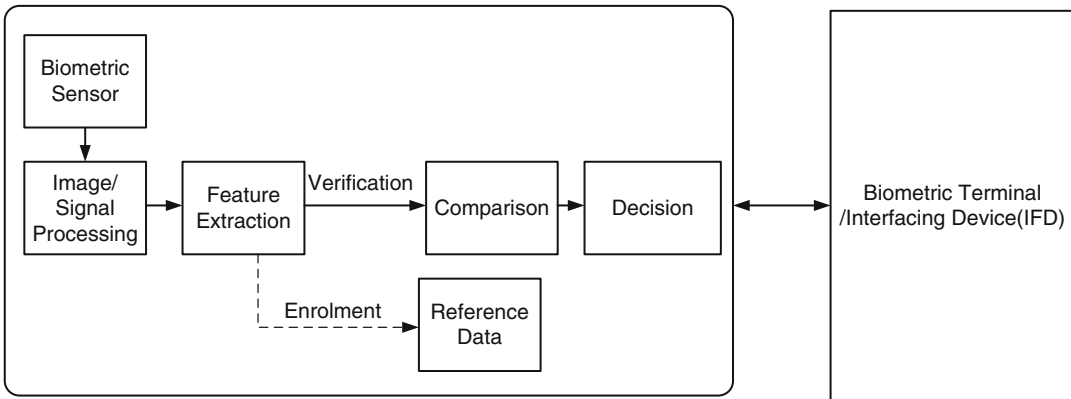 Biometric
Sensor
Image/
Signal
Processing
Feature
Extraction
Verification
Comparison
Decision
Enrolment
Reference
Data
Biometric Terminal
/Interfacing Device(IFD)